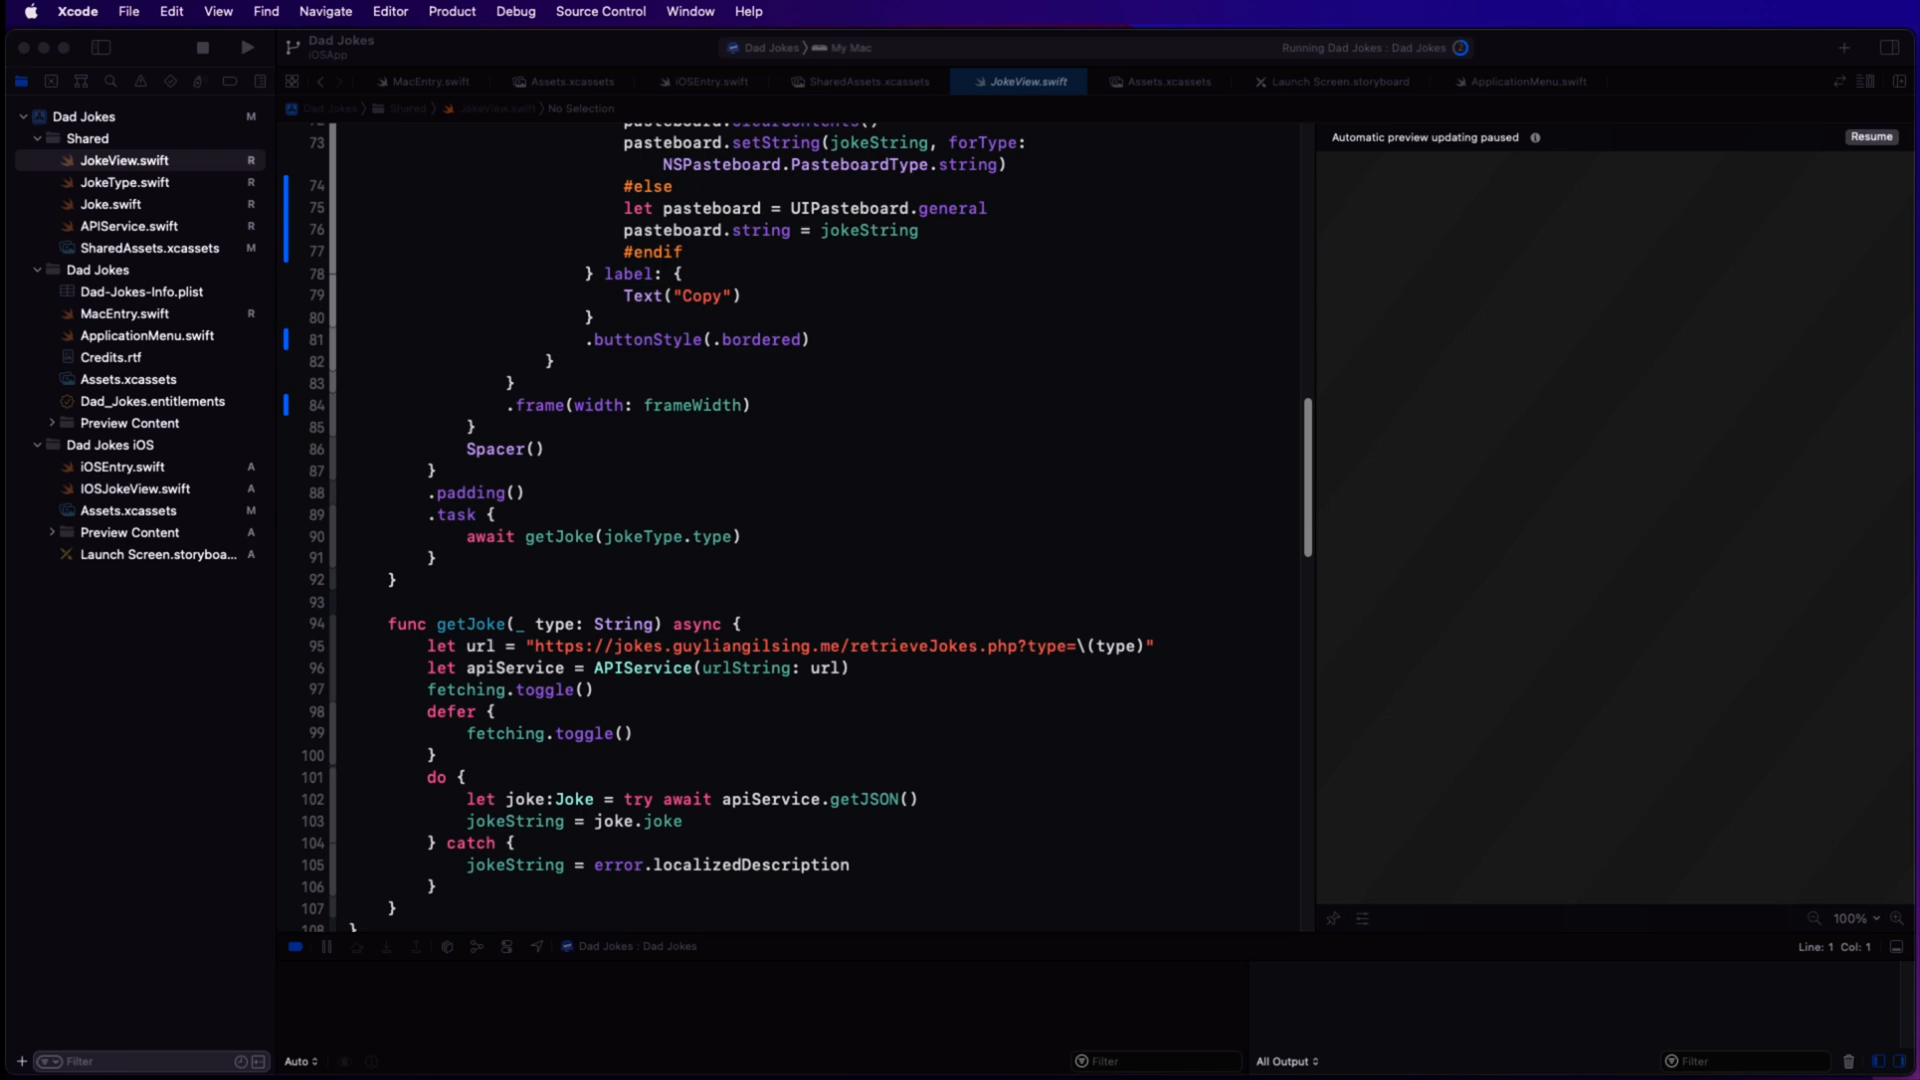 Xcode File Edit View Find Navigate Editor Product Debug Source Control Window Help
Dad Jokes
iOSApp
Dad Jokes My Mac
Running Dad Jokes : Dad Jokes 2
MacEntry.swift Assets.xcassets iOSEntry.swift SharedAssets.xcassets JokeView.swift Assets.xcassets Launch Screen.storyboard ApplicationMenu.swift
Dad Jokes Shared JokeView.swift No Selection
Dad Jokes M
Shared
JokeView.swift R
JokeType.swift R
Joke.swift R
APIService.swift R
SharedAssets.xcassets M
Dad Jokes
Dad-Jokes-Info.plist
MacEntry.swift R
ApplicationMenu.swift
Credits.rtf
Assets.xcassets
Dad_Jokes.entitlements
Preview Content
Dad Jokes iOS
iOSEntry.swift A
IOSJokeView.swift A
Assets.xcassets M
Preview Content A
Launch Screen.storyboa... A
Filter
72 pasteboard.clearContents()
73 pasteboard.setString(jokeString, forType:
NSPasteboard.PasteboardType.string)
74 #else
75 let pasteboard = UIPasteboard.general
76 pasteboard.string = jokeString
77 #endif
78 } label: {
79 Text("Copy")
80 }
81 .buttonStyle(.bordered)
82 }
83 }
84 .frame(width: frameWidth)
85 }
86 Spacer()
87 }
88 .padding()
89 .task {
90 await getJoke(jokeType.type)
91 }
92 }
93
94 func getJoke(_ type: String) async {
95 let url = "https://jokes.guyliangilsing.me/retrieveJokes.php?type=\(type)"
96 let apiService = APIService(urlString: url)
97 fetching.toggle()
98 defer {
99 fetching.toggle()
100 }
101 do {
102 let joke:Joke = try await apiService.getJSON()
103 jokeString = joke.joke
104 } catch {
105 jokeString = error.localizedDescription
106 }
107 }
108 }
Automatic preview updating paused
Resume
100%
Dad Jokes : Dad Jokes
Line: 1 Col: 1
Auto
Filter
All Output
Filter